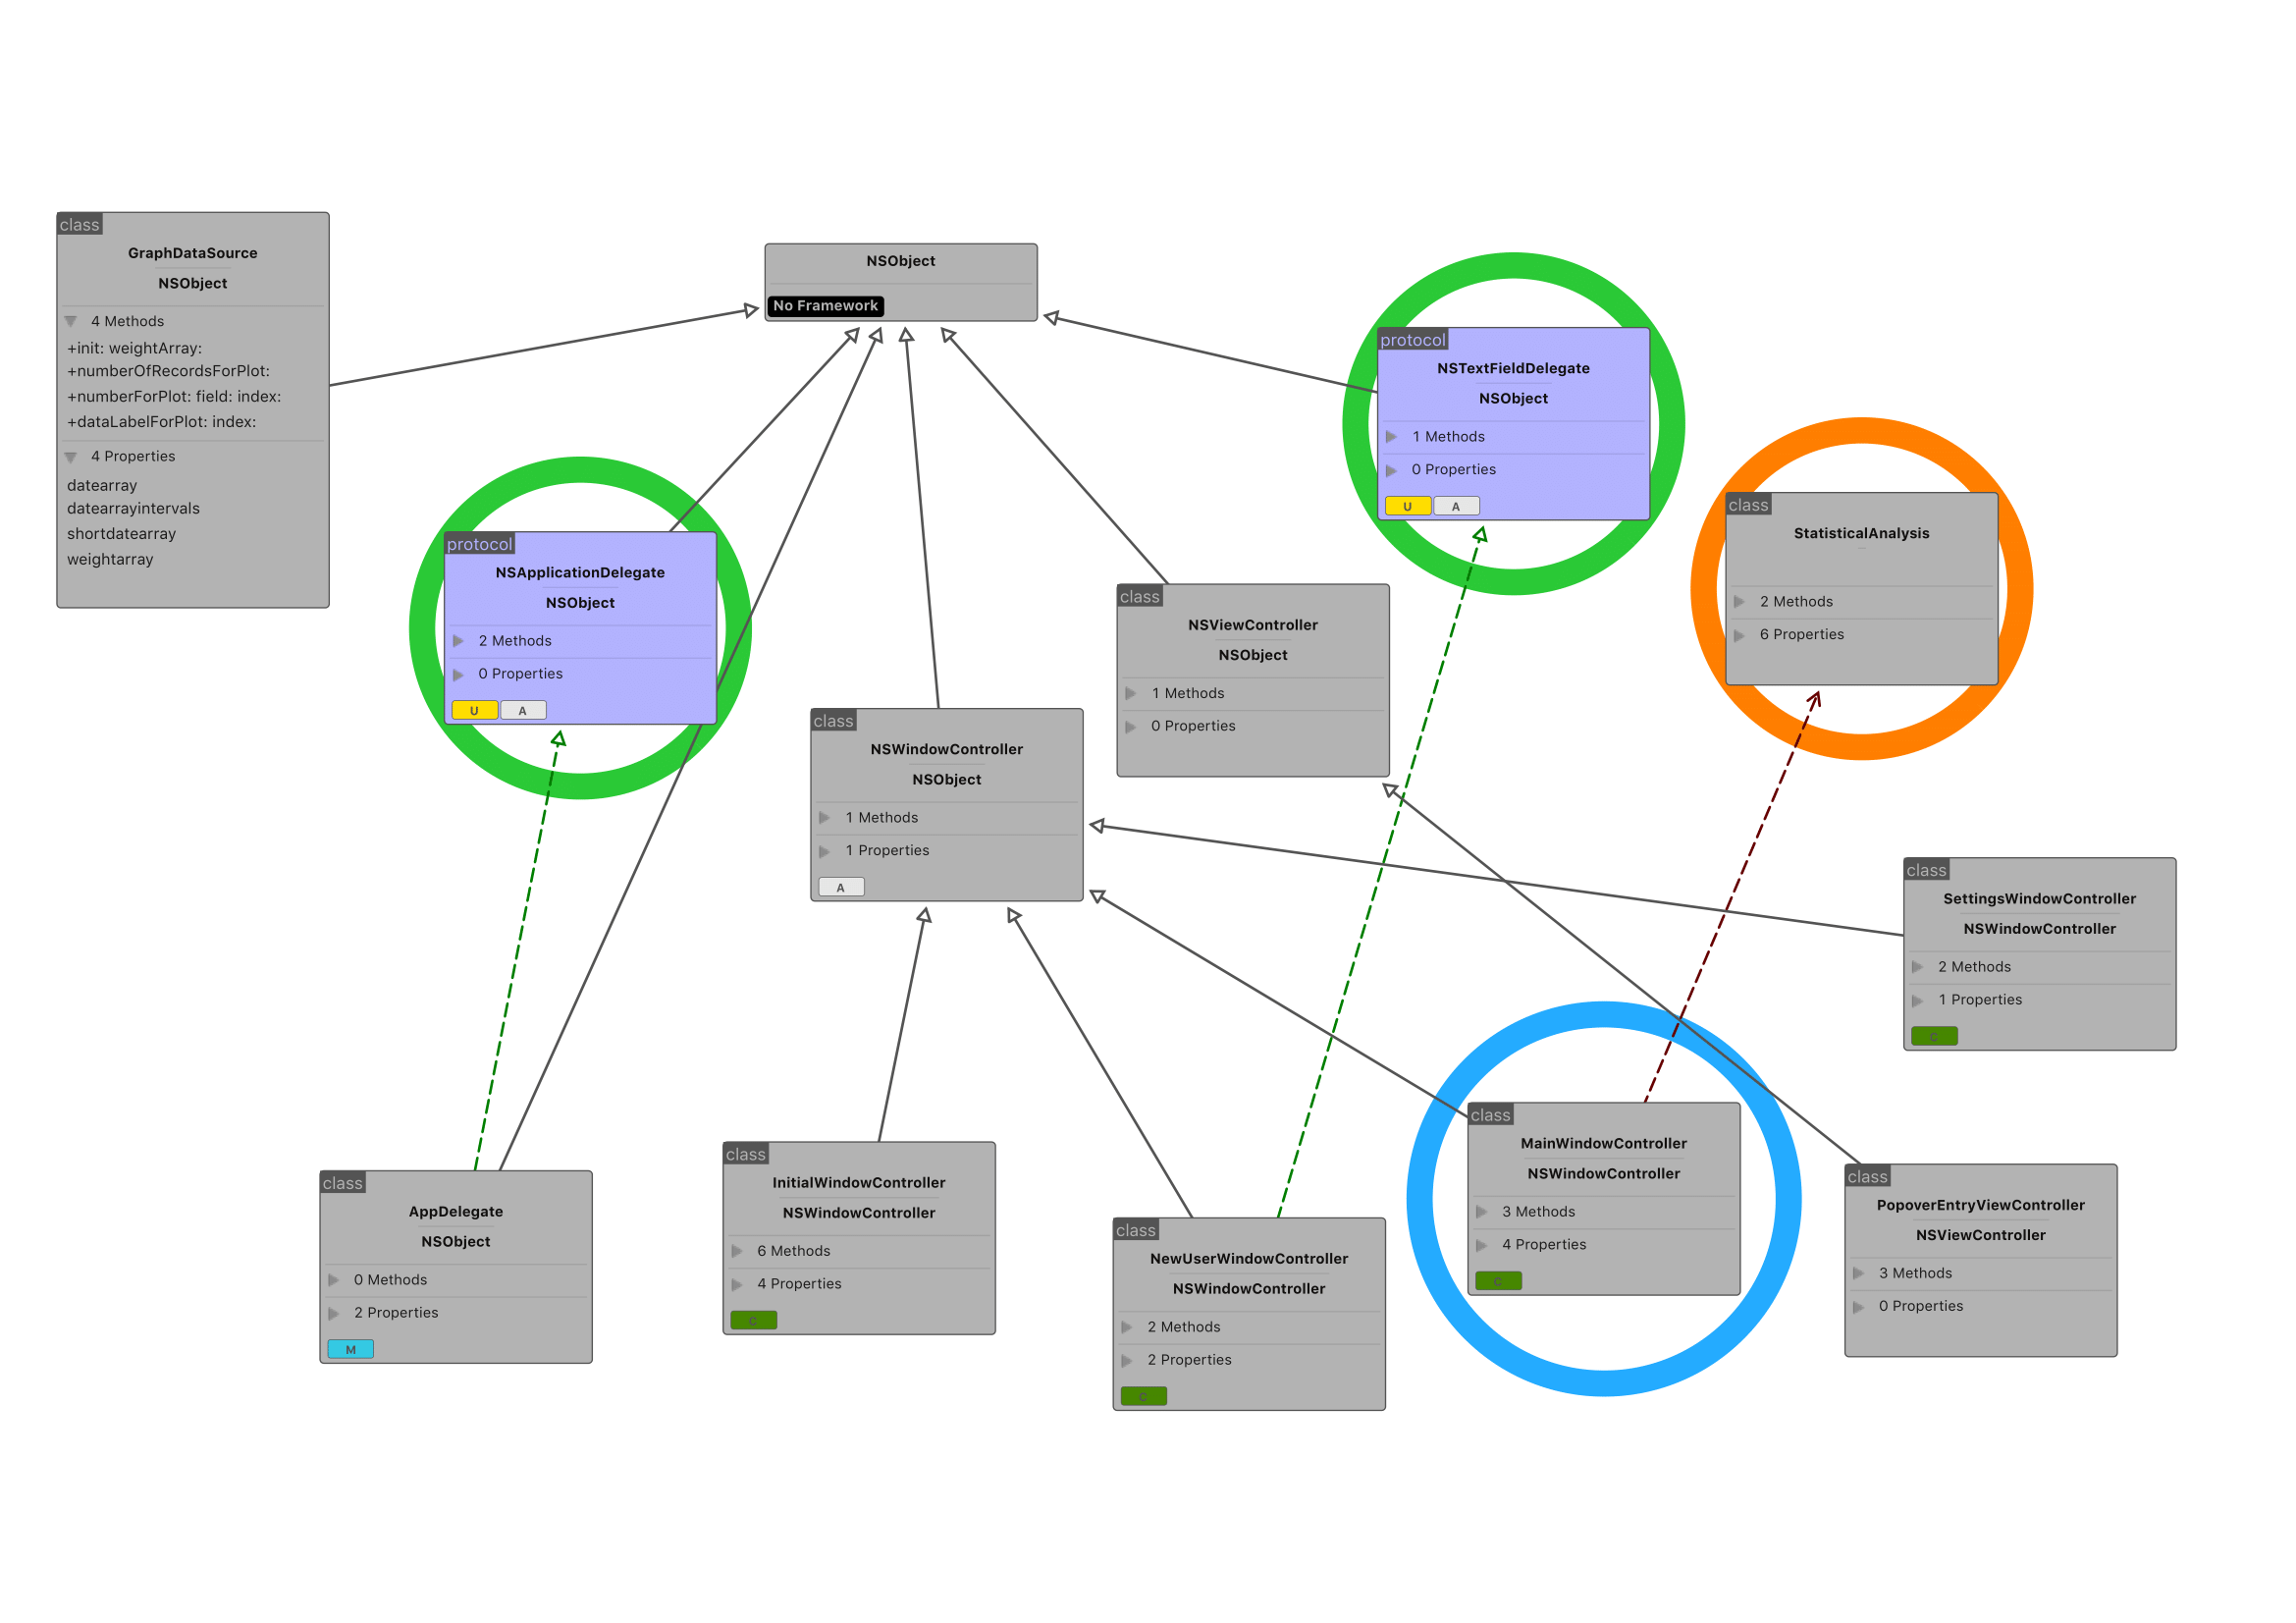 class
GraphDataSource
NSObject
4 Methods
+init: weightArray:
+numberOfRecordsForPlot:
+numberForPlot: field: index:
+dataLabelForPlot: index:
4 Properties
datearray
datearrayintervals
shortdatearray
weightarray
NSObject
No Framework
protocol
NSTextFieldDelegate
NSObject
1 Methods
0 Properties
U A
class
StatisticalAnalysis
2 Methods
6 Properties
protocol
NSApplicationDelegate
NSObject
2 Methods
0 Properties
U A
class
NSViewController
NSObject
1 Methods
0 Properties
class
NSWindowController
NSObject
1 Methods
1 Properties
A
class
SettingsWindowController
NSWindowController
2 Methods
1 Properties
C
class
AppDelegate
NSObject
0 Methods
2 Properties
M
class
InitialWindowController
NSWindowController
6 Methods
4 Properties
C
class
NewUserWindowController
NSWindowController
2 Methods
2 Properties
C
class
MainWindowController
NSWindowController
3 Methods
4 Properties
C
class
PopoverEntryViewController
NSViewController
3 Methods
0 Properties